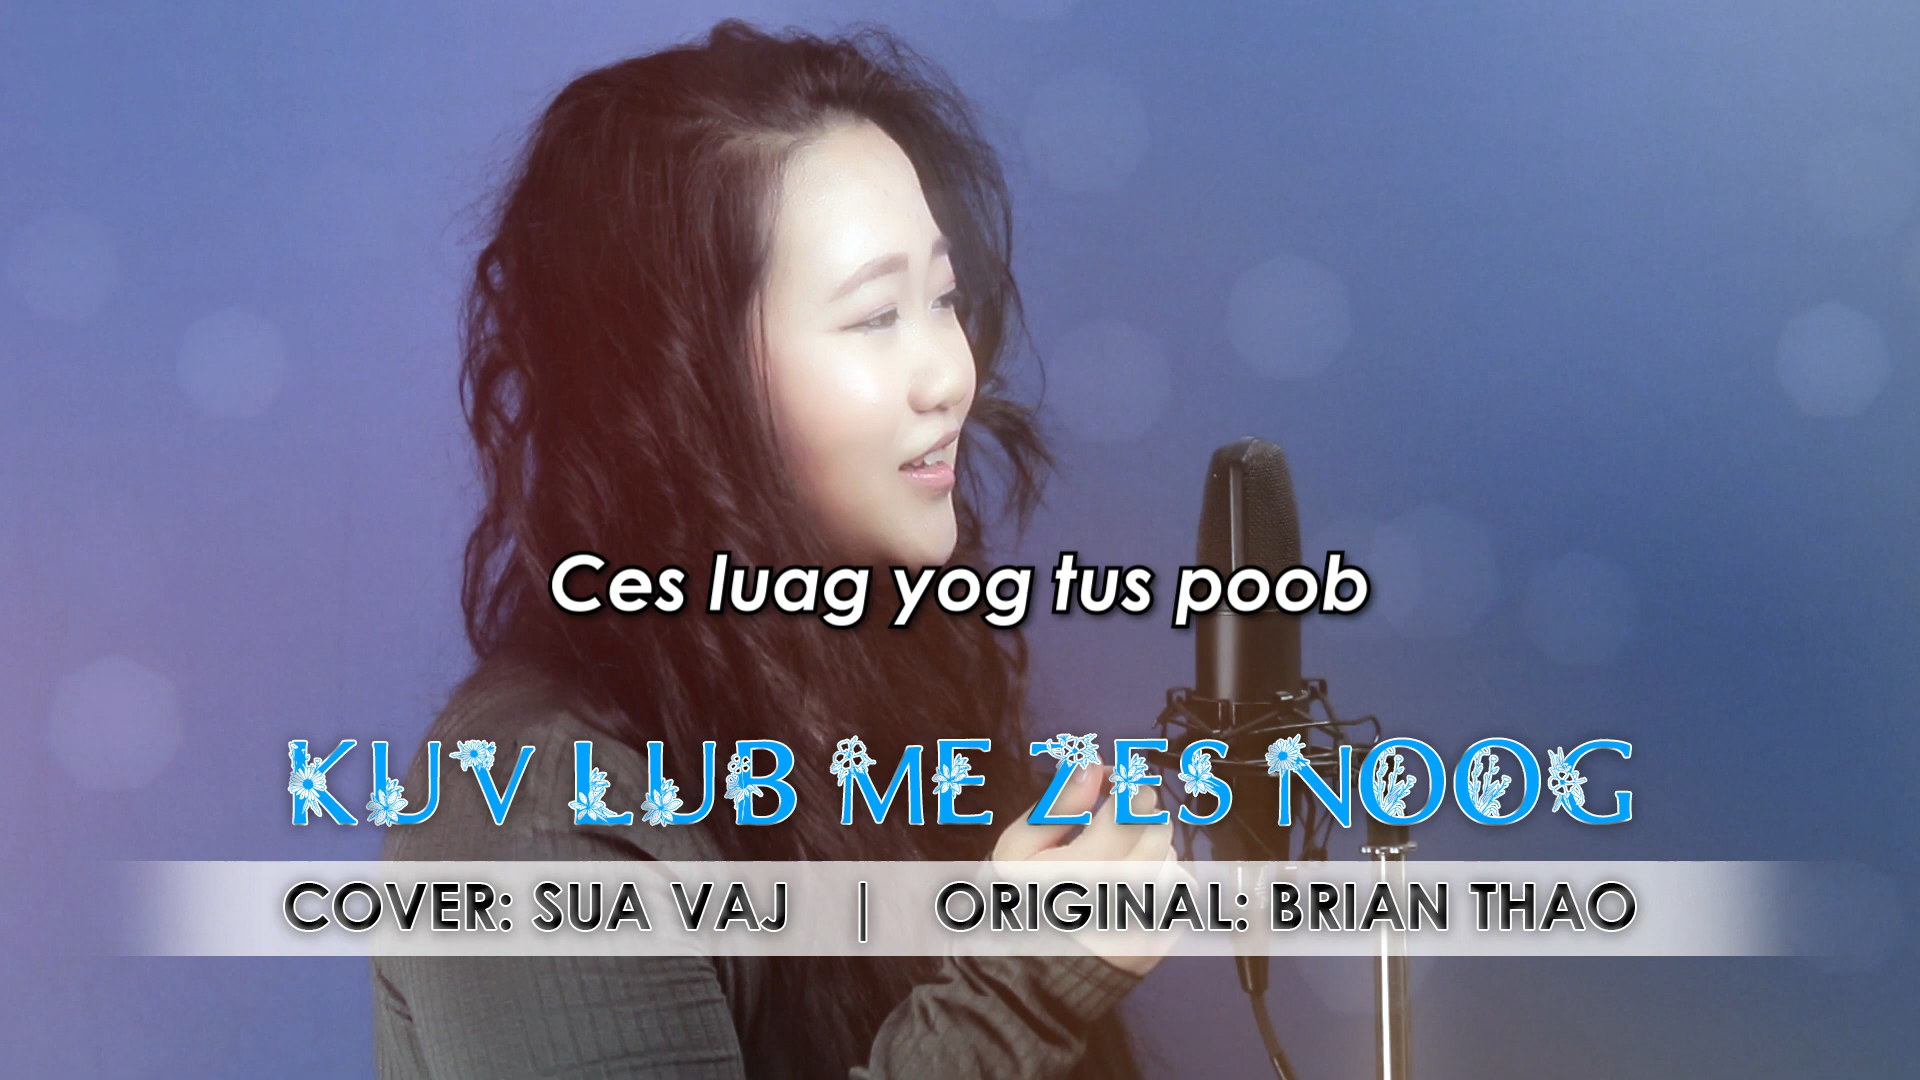 Ces luag yog tus poob
KUV LUB ME ZES NOOG
COVER: SUA VAJ | ORIGINAL: BRIAN THAO